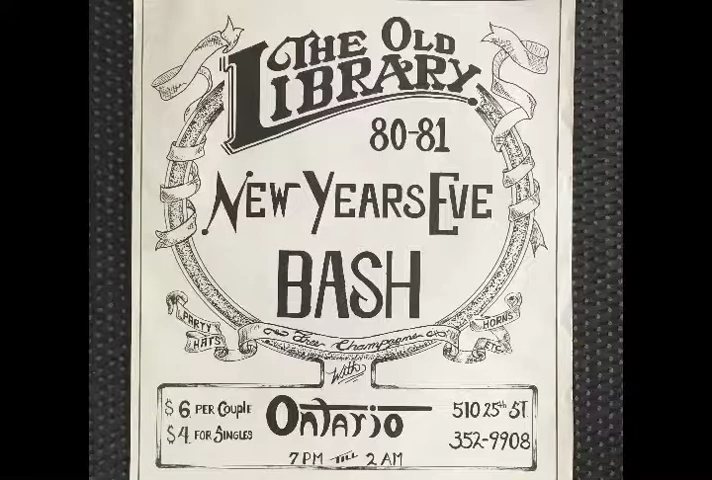 THE OLD
LIBRARY
80-81
NEW YEARS EVE
BASH
PARTY
HATS
Free Champagne
HORNS
ETC.
With
$6 PER COUPLE
$4. FOR SINGLES
Ontario
7 PM TILL 2 AM
510 25th ST.
352-9908